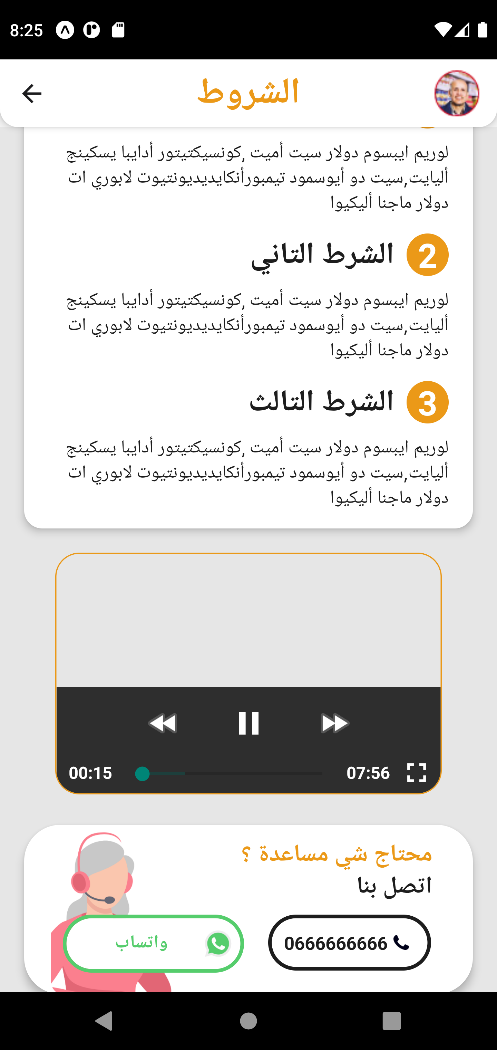 8:25
الشروط
لوريم ايبسوم دولار سيت أميت ,كونسيكتيتور أدايبا يسكينج
أليايت,سيت دو أيوسمود تيمبورأنكايديديونتيوت لابوري ات
دولار ماجنا أليكيوا
2 الشرط التاني
لوريم ايبسوم دولار سيت أميت ,كونسيكتيتور أدايبا يسكينج
أليايت,سيت دو أيوسمود تيمبورأنكايديديونتيوت لابوري ات
دولار ماجنا أليكيوا
3 الشرط التالث
لوريم ايبسوم دولار سيت أميت ,كونسيكتيتور أدايبا يسكينج
أليايت,سيت دو أيوسمود تيمبورأنكايديديونتيوت لابوري ات
دولار ماجنا أليكيوا
00:15 07:56
محتاج شي مساعدة ؟
اتصل بنا
0666666666
واتساب